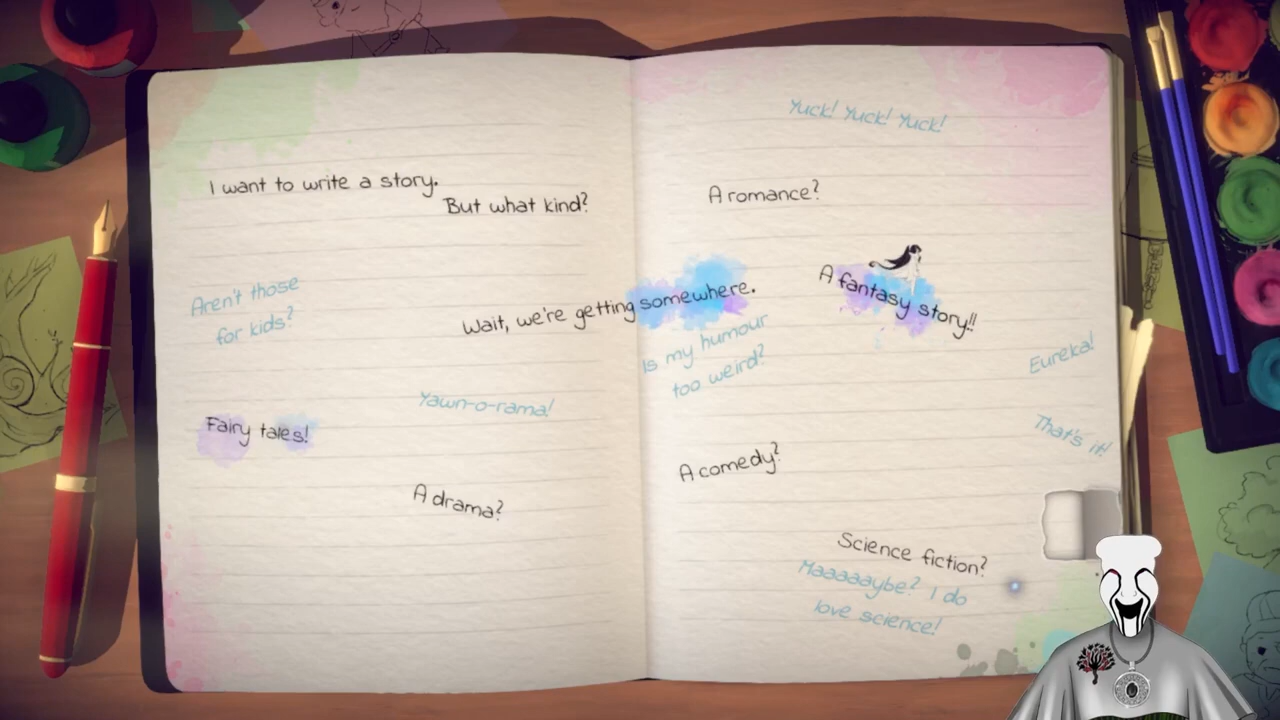 I want to write a story.
But what kind?
Aren't those
for kids?
Fairy tales!
Yawn-o-rama!
A drama?
Wait, we're getting somewhere.
Yuck! Yuck! Yuck!
A romance?
A fantasy story!!
Is my humour
too weird?
Eureka!
That's it!
A comedy?
Science fiction?
Maaaaaybe? I do
love science!